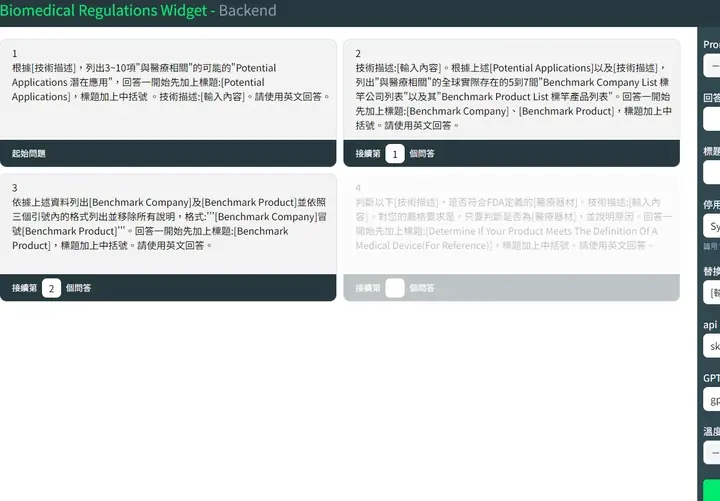 Biomedical Regulations Widget - Backend
1
根據[技術描述]，列出3~10項"與醫療相關"的可能的"Potential
Applications 潛在應用"，回答一開始先加上標題:[Potential
Applications]，標題加上中括號 。技術描述:[輸入內容]。請使用英文回答。
起始問題
2
技術描述:[輸入內容]。根據上述[Potential Applications]以及[技術描述]，
列出"與醫療相關"的全球實際存在的5到7間"Benchmark Company List 標
竿公司列表"以及其"Benchmark Product List 標竿產品列表"。回答一開始
先加上標題:[Benchmark Company]、[Benchmark Product]，標題加上中
括號。請使用英文回答。
接續第 1 個問答
3
依據上述資料列出[Benchmark Company]及[Benchmark Product]並依照
三個引號內的格式列出並移除所有說明，格式:'''[Benchmark Company]冒
號[Benchmark Product]'''。回答一開始先加上標題:[Benchmark
Product]，標題加上中括號。請使用英文回答。
接續第 2 個問答
4
判斷以下[技術描述]，是否符合FDA定義的[醫療器材]。技術描述:[輸入內
容]。對您的嚴格要求是，只要判斷是否為[醫療器材]，並說明原因。回答一
開始先加上標題:[Determine If Your Product Meets The Definition Of A
Medical Device(For Reference)]，標題加上中括號。請使用英文回答。
接續第 個問答
Pro
回答
標題
停用
Sy
適用
替換
[輸
api
sk
GPT
gp
溫度